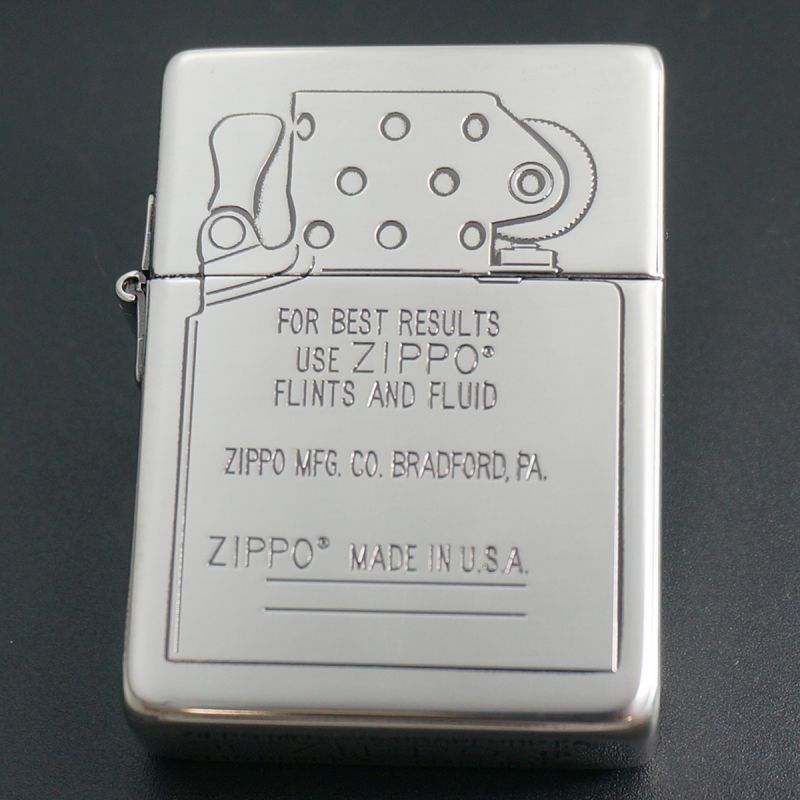 FOR BEST RESULTS
USE ZIPPO®
FLINTS AND FLUID
ZIPPO MFG. CO. BRADFORD, PA.
ZIPPO® MADE IN U.S.A.